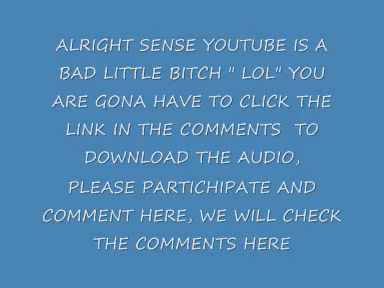 ALRIGHT SENSE YOUTUBE IS A
BAD LITTLE BITCH " LOL" YOU
ARE GONA HAVE TO CLICK THE
LINK IN THE COMMENTS TO
DOWNLOAD THE AUDIO,
PLEASE PARTICHIPATE AND
COMMENT HERE, WE WILL CHECK
THE COMMENTS HERE